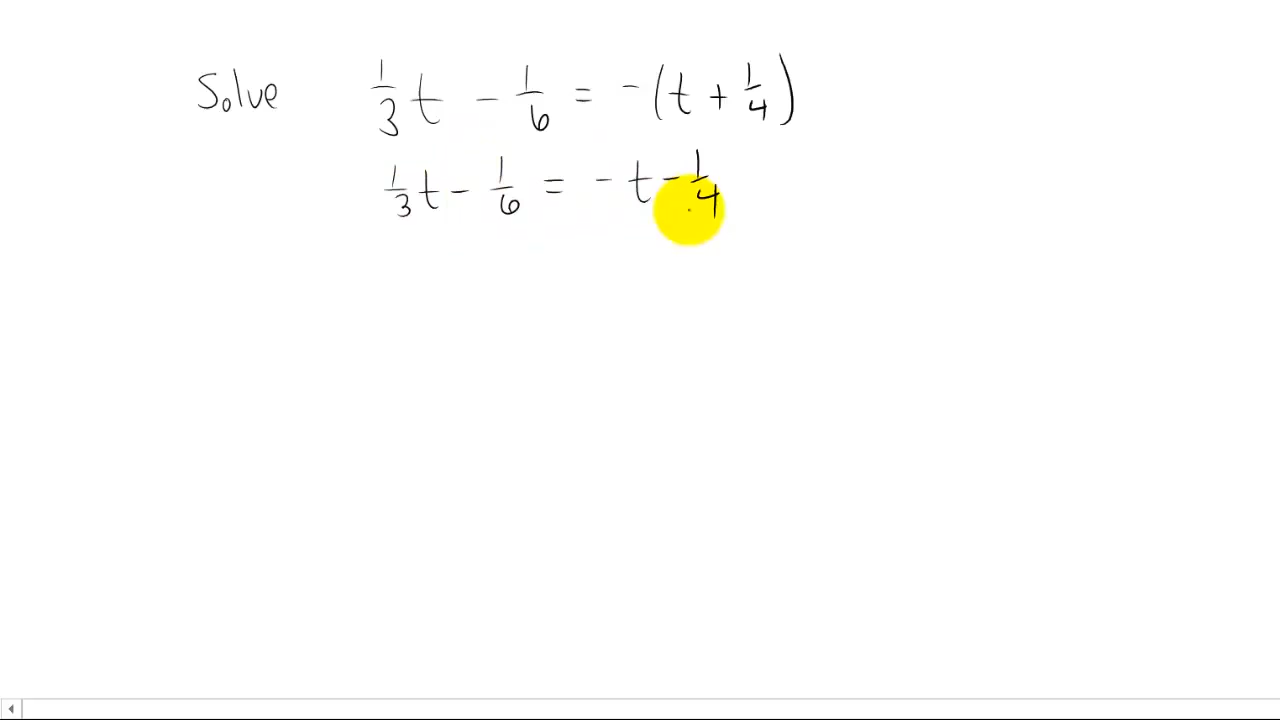 Solve 1/3 t - 1/6 = -(t + 1/4)
1/3 t - 1/6 = - t - 1/4